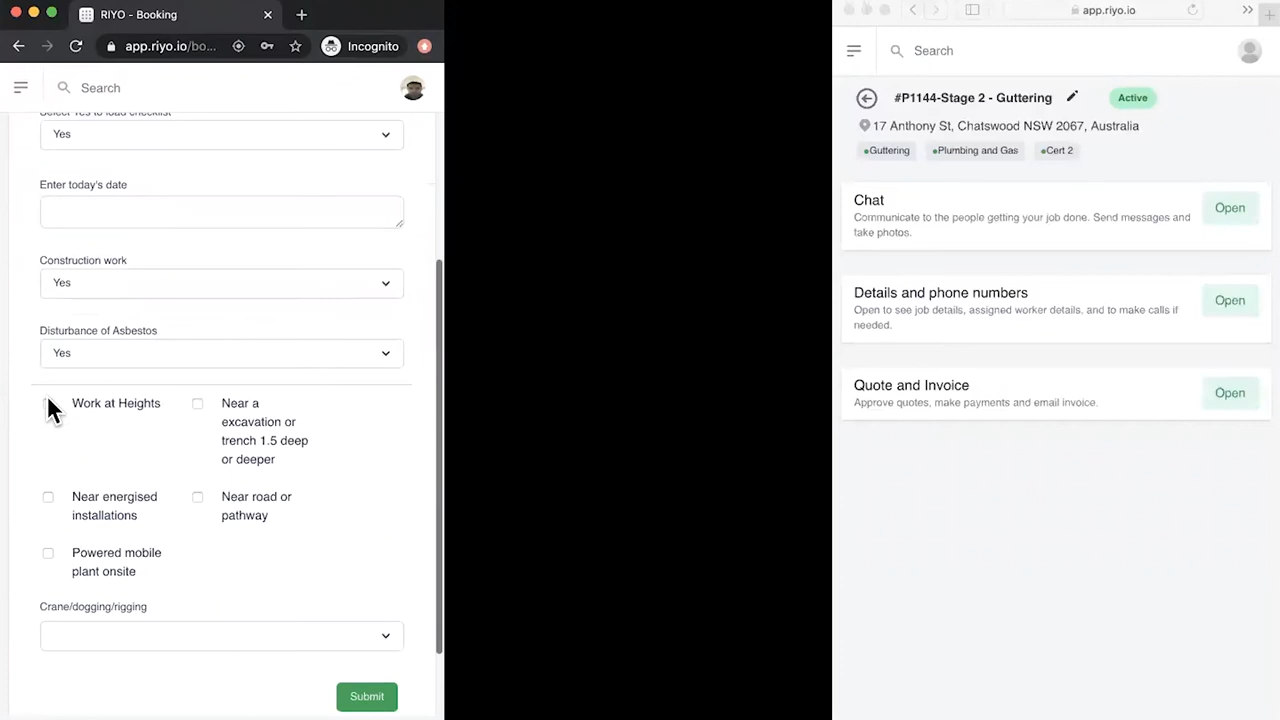 RIYO - Booking
app.riyo.io/bo...
Incognito
Search
Select Yes to load checklist
Yes
Enter today's date
Construction work
Yes
Disturbance of Asbestos
Yes
Work at Heights
Near a
excavation or
trench 1.5 deep
or deeper
Near energised
installations
Near road or
pathway
Powered mobile
plant onsite
Crane/dogging/rigging
Submit
app.riyo.io
Search
#P1144-Stage 2 - Guttering
Active
17 Anthony St, Chatswood NSW 2067, Australia
Guttering
Plumbing and Gas
Cert 2
Chat
Communicate to the people getting your job done. Send messages and
take photos.
Open
Details and phone numbers
Open to see job details, assigned worker details, and to make calls if
needed.
Open
Quote and Invoice
Approve quotes, make payments and email invoice.
Open